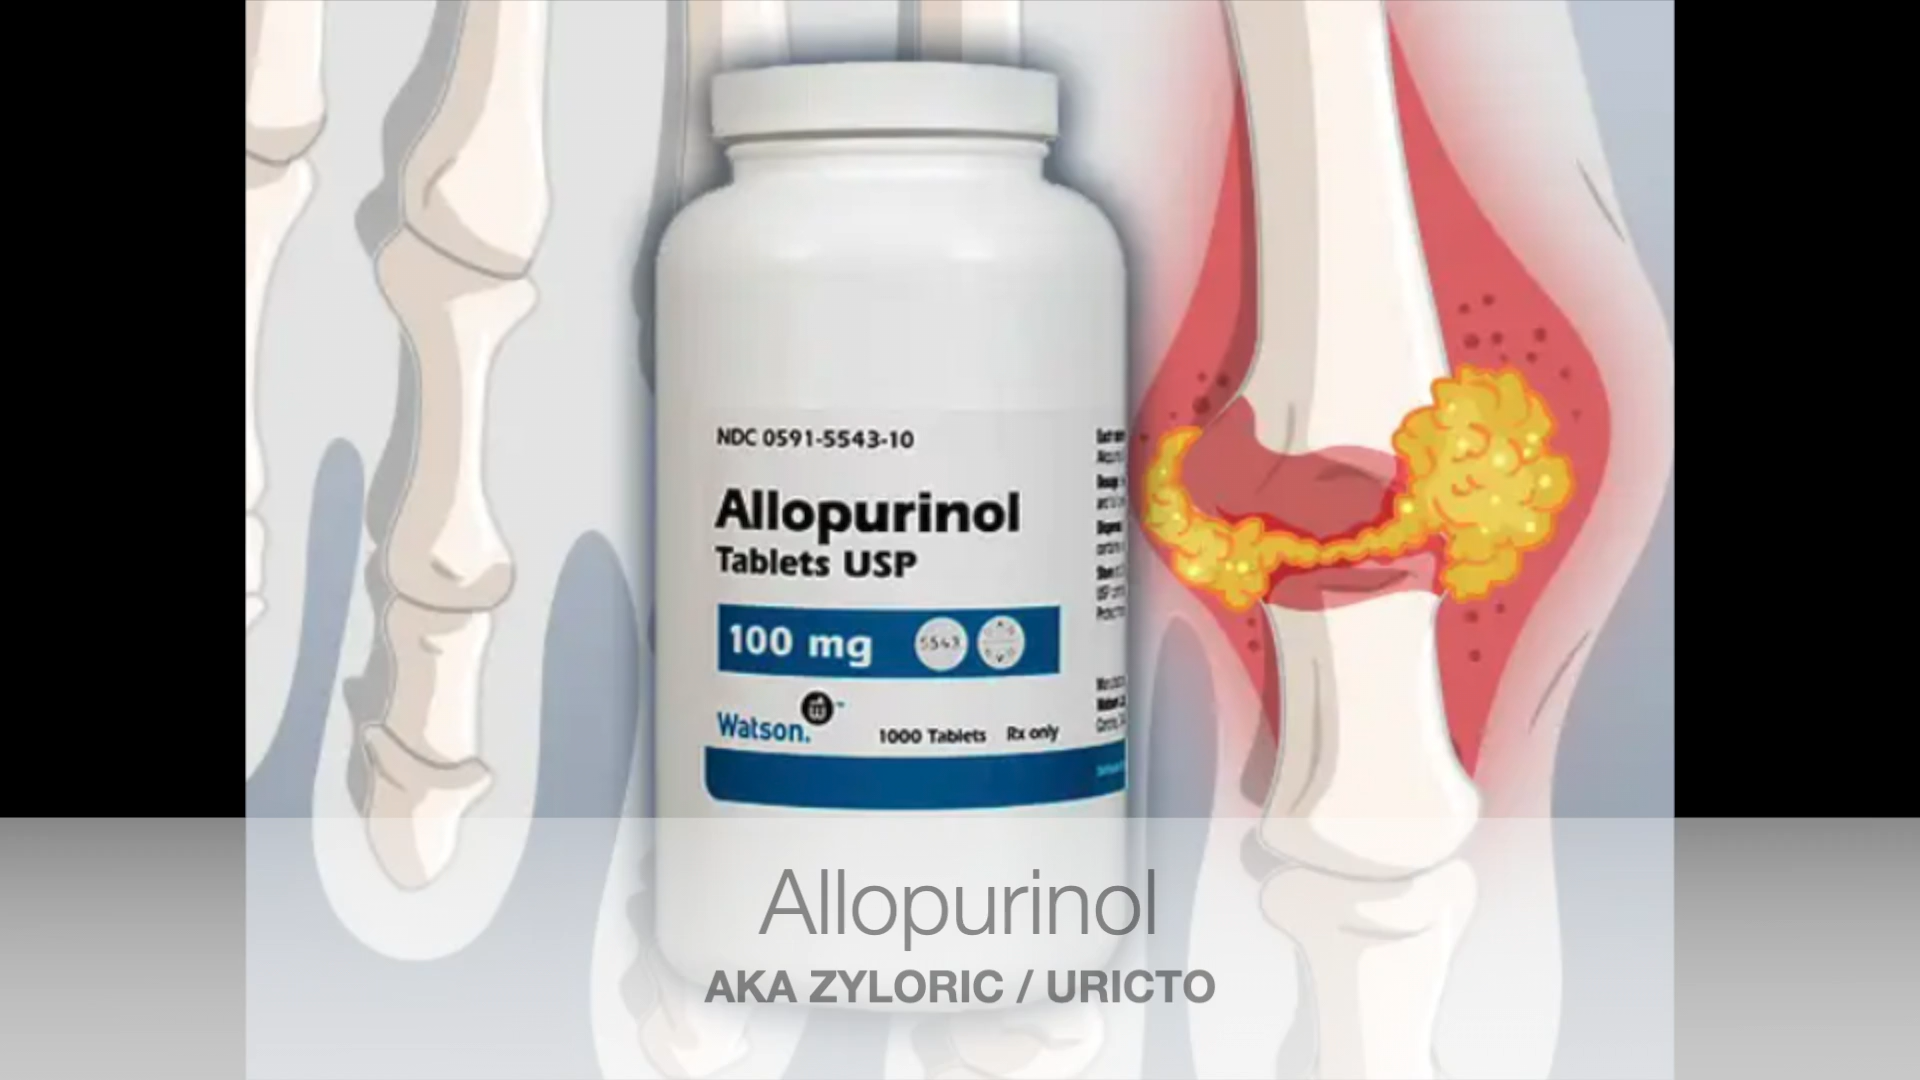 NDC 0591-5543-10
Allopurinol
Tablets USP
100 mg
5543
Watson.
1000 Tablets Rx only
Allopurinol
AKA ZYLORIC / URICTO